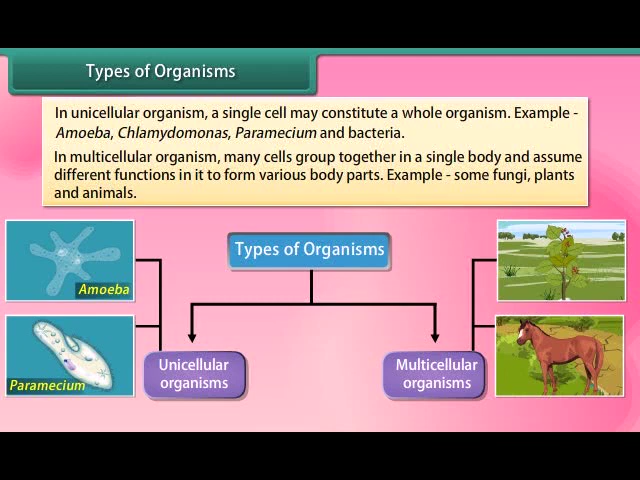 Types of Organisms
In unicellular organism, a single cell may constitute a whole organism. Example -
Amoeba, Chlamydomonas, Paramecium and bacteria.
In multicellular organism, many cells group together in a single body and assume
different functions in it to form various body parts. Example - some fungi, plants
and animals.
Types of Organisms
Amoeba
Paramecium
Unicellular
organisms
Multicellular
organisms